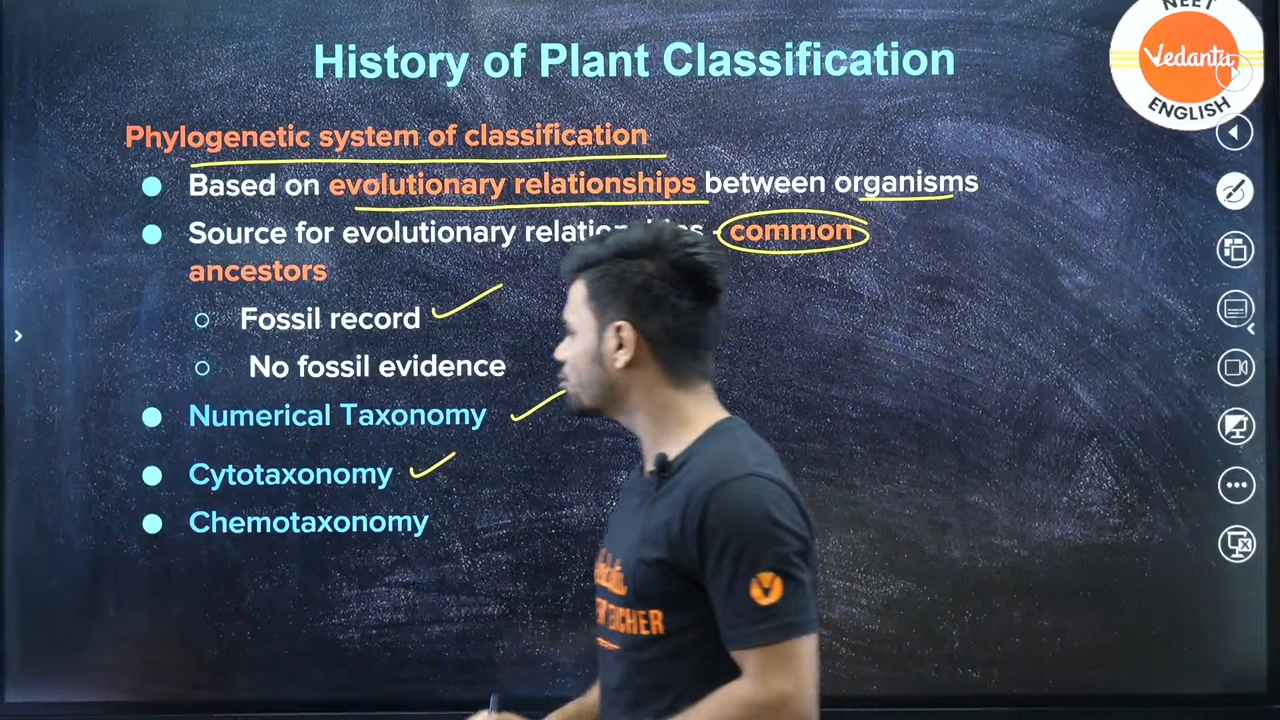 NEET
Vedantu
ENGLISH
History of Plant Classification
Phylogenetic system of classification
Based on evolutionary relationships between organisms
Source for evolutionary - common
ancestors
Fossil record
No fossil evidence
Numerical Taxonomy
Cytotaxonomy
Chemotaxonomy